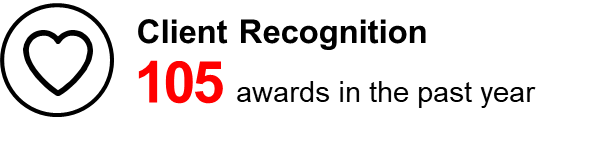 Client Recognition
105 awards in the past year